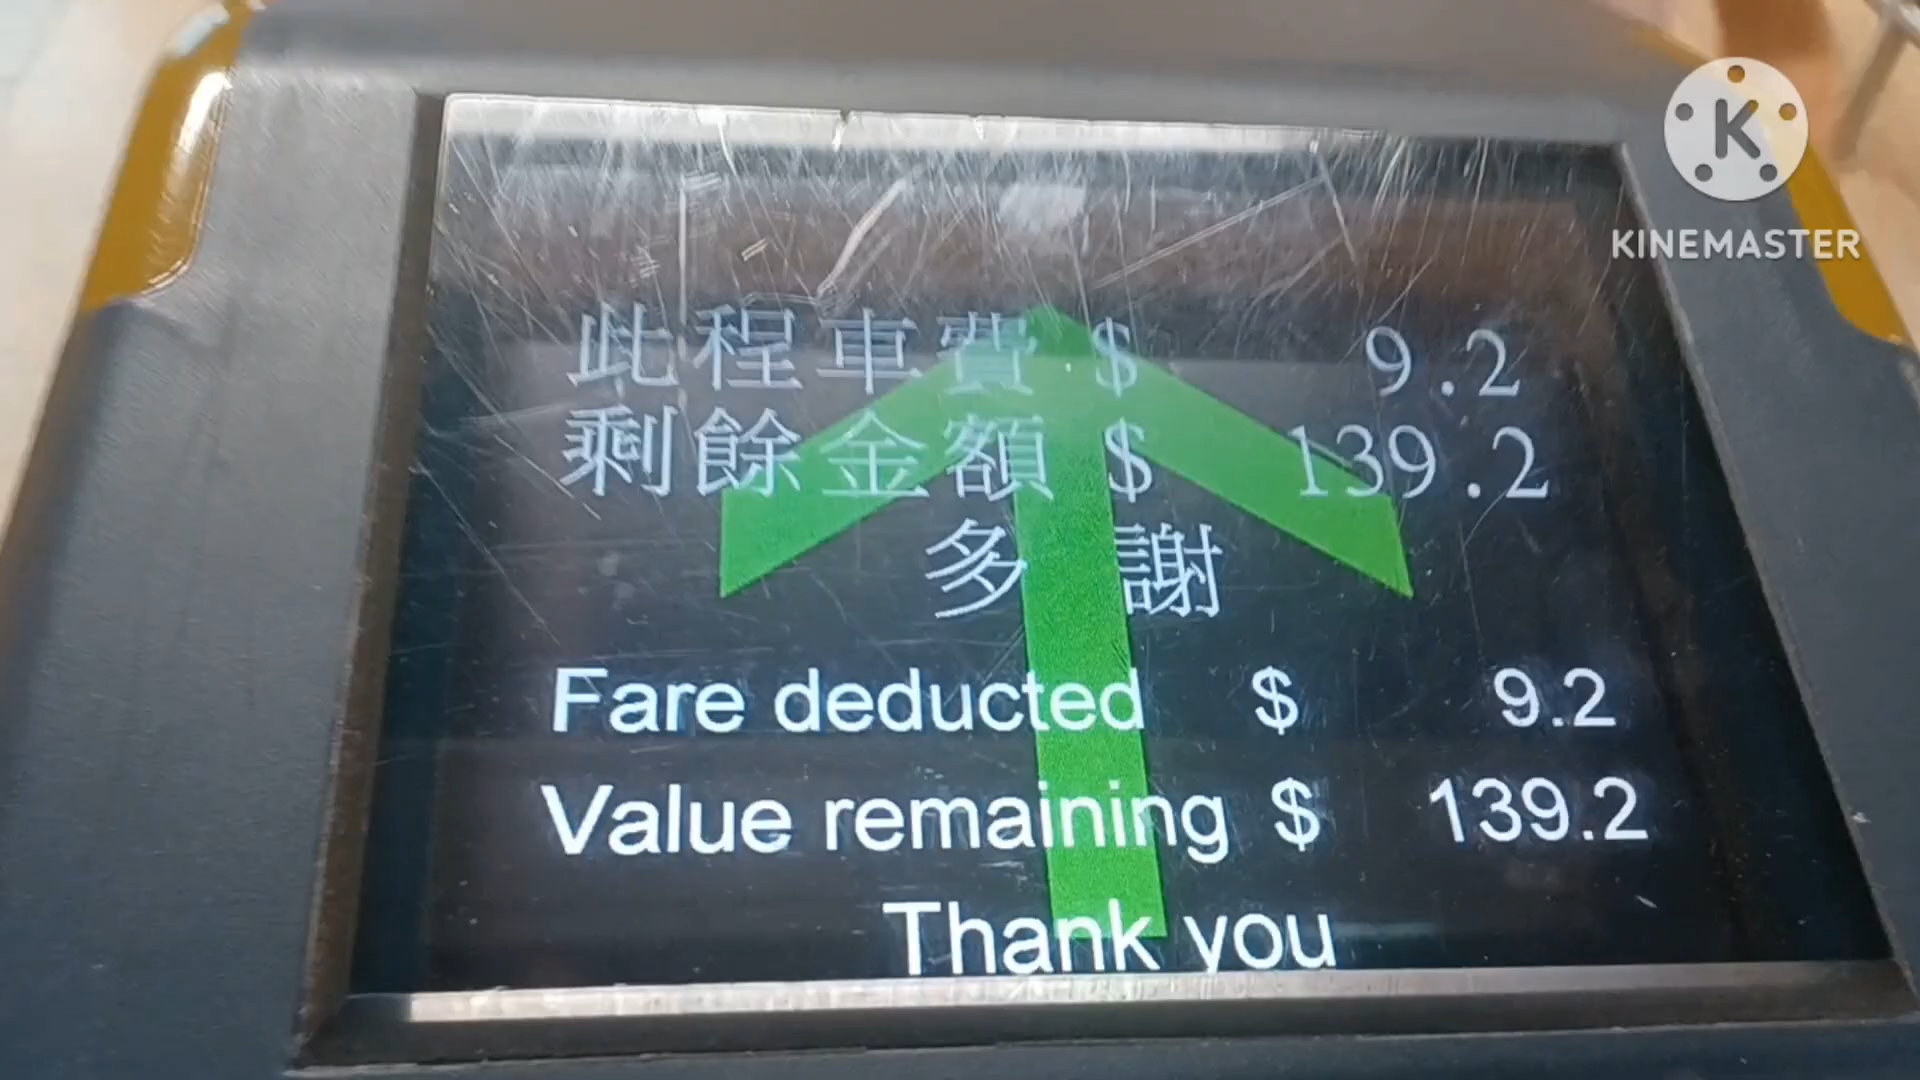 K
KINEMASTER
此程車費 $ 9.2
剩餘金額 $ 139.2
多 謝
Fare deducted $ 9.2
Value remaining $ 139.2
Thank you